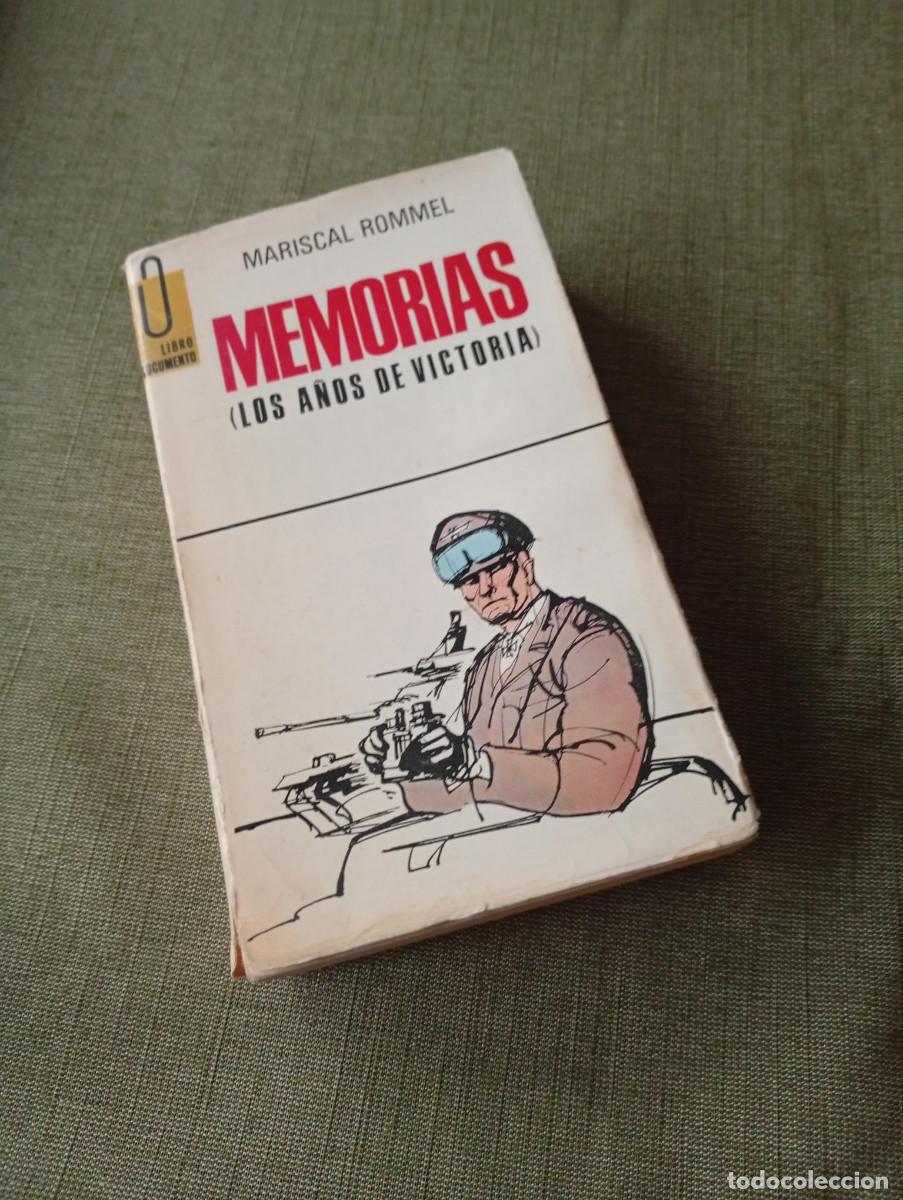 MARISCAL ROMMEL
MEMORIAS
(LOS AÑOS DE VICTORIA)
LIBRO
DOCUMENTO
todocoleccion